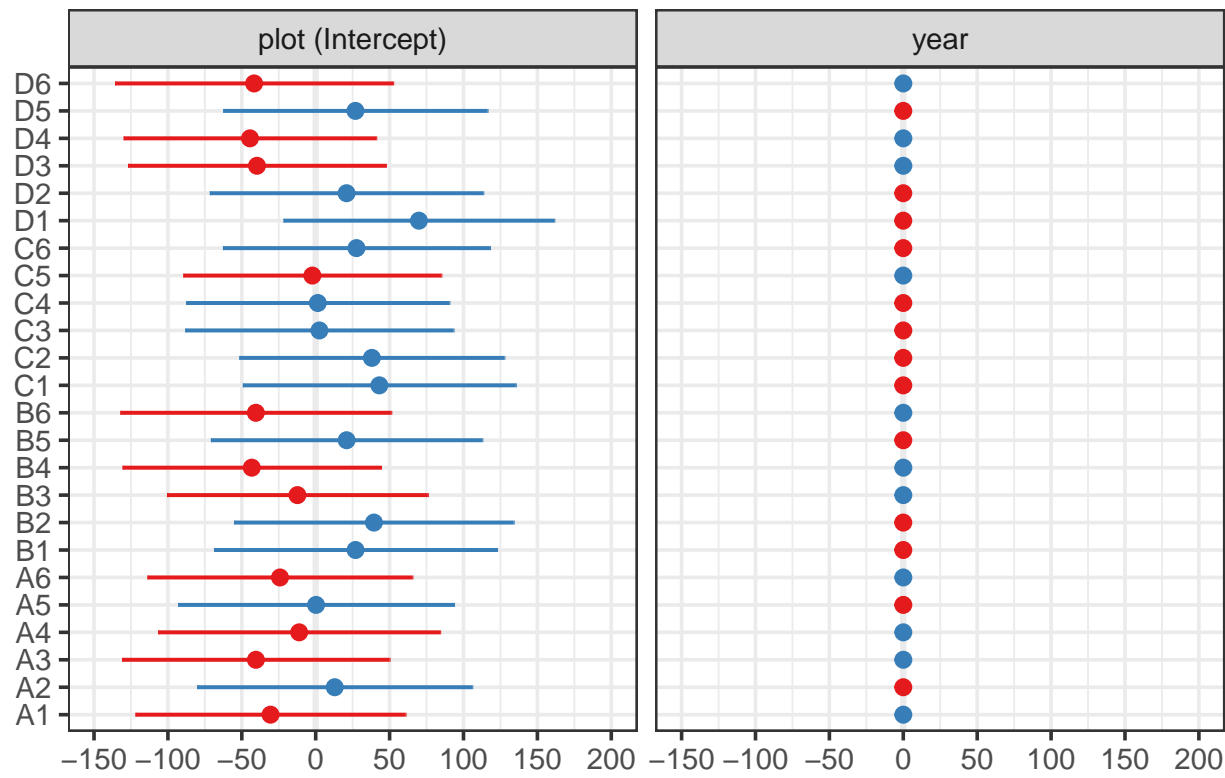 plot (Intercept)
year
D6
D5
D4
D3
D2
D1
C6
C5
C4
C3
C2
C1
B6
B5
B4
B3
B2
B1
A6
A5
A4
A3
A2
A1
−150 −100 −50 0 50 100 150 200
−150 −100 −50 0 50 100 150 200